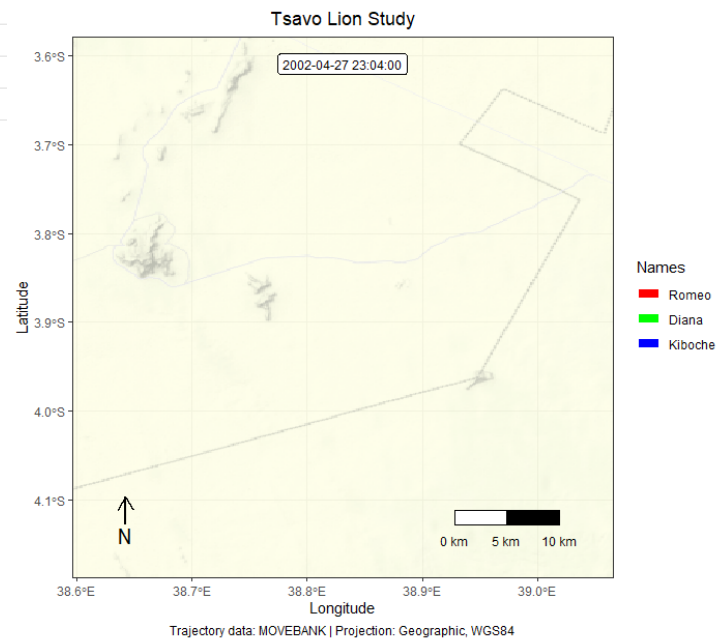 Tsavo Lion Study
2002-04-27 23:04:00
3.6°S
3.7°S
3.8°S
3.9°S
4.0°S
4.1°S
Latitude
Names
Romeo
Diana
Kiboche
N
0 km 5 km 10 km
38.6°E 38.7°E 38.8°E 38.9°E 39.0°E
Longitude
Trajectory data: MOVEBANK | Projection: Geographic, WGS84